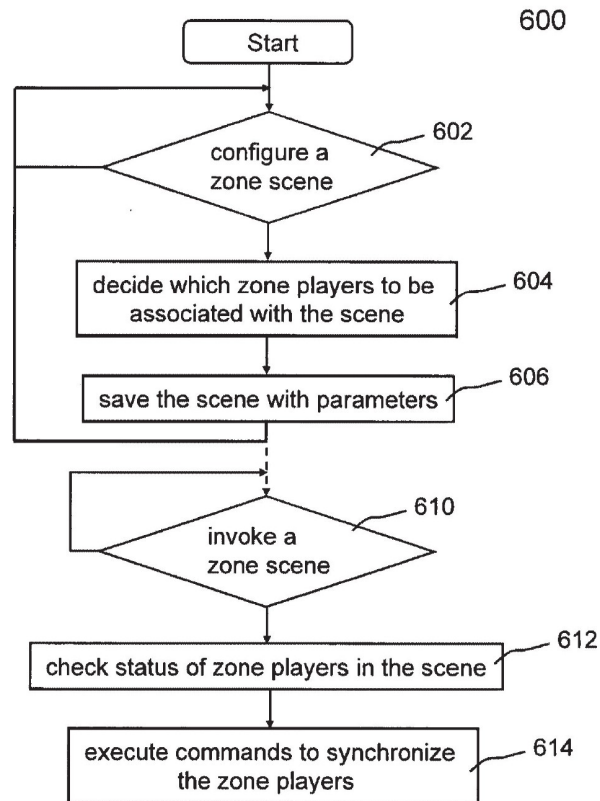 600
Start
602
configure a
zone scene
decide which zone players to be
associated with the scene
604
save the scene with parameters
606
610
invoke a
zone scene
612
check status of zone players in the scene
execute commands to synchronize
the zone players
614